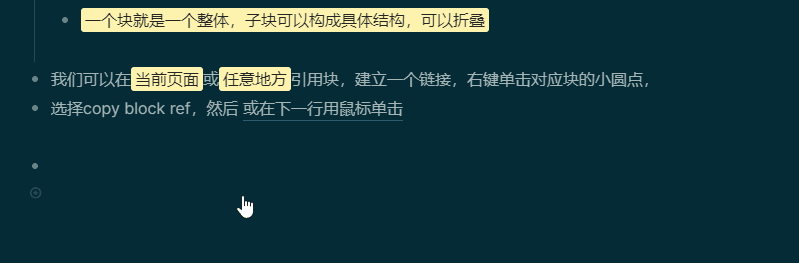 一个块就是一个整体，子块可以构成具体结构，可以折叠
我们可以在当前页面或任意地方引用块，建立一个链接，右键单击对应块的小圆点，
选择copy block ref，然后 或在下一行用鼠标单击